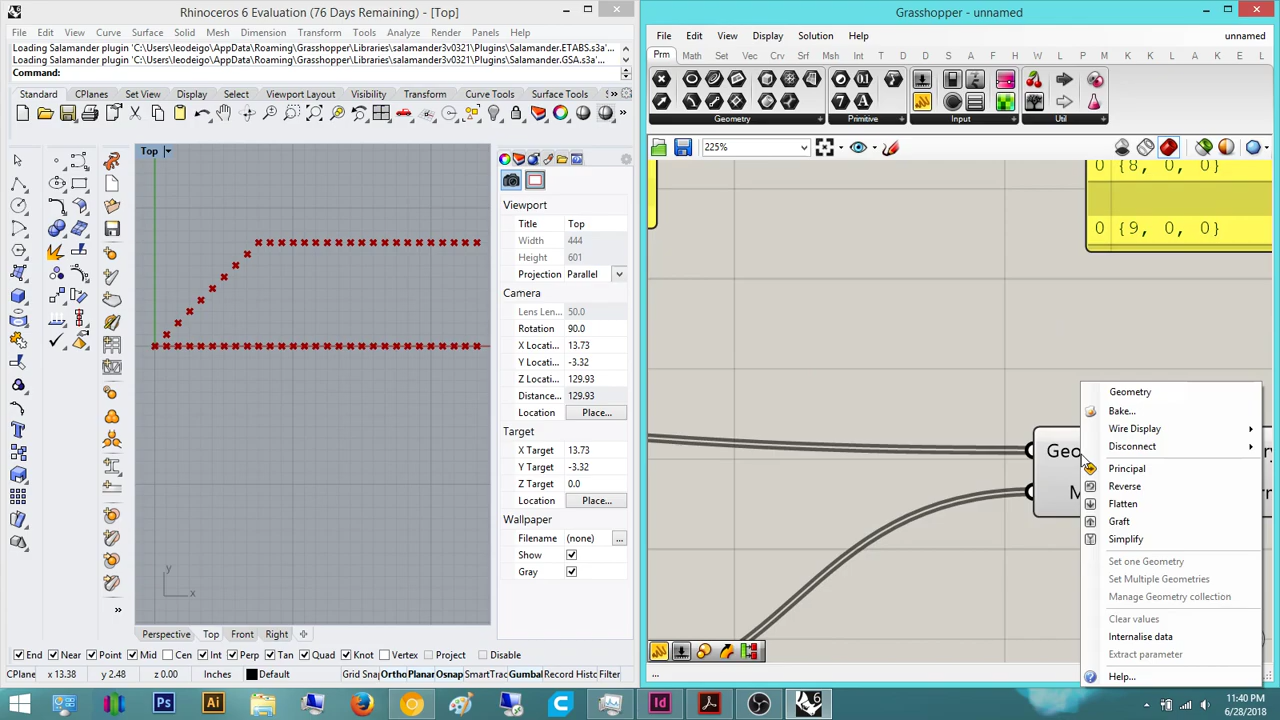 Rhinoceros 6 Evaluation (76 Days Remaining) - [Top]
File Edit View Curve Surface Solid Mesh Dimension Transform Tools Analyze Render Panels Help
Loading Salamander plugin 'C:\Users\leodeigo\AppData\Roaming\Grasshopper\Libraries\salamander3v0321\Plugins\Salamander.ETABS.s3a'
Loading Salamander plugin 'C:\Users\leodeigo\AppData\Roaming\Grasshopper\Libraries\salamander3v0321\Plugins\Salamander.GSA.s3a'
Command:
Standard CPlanes Set View Display Select Viewport Layout Visibility Transform Curve Tools Surface Tools
Top
y
x
Viewport
Title Top
Width 444
Height 601
Projection Parallel
Camera
Lens Len... 50.0
Rotation 90.0
X Locati... 13.73
Y Locati... -3.32
Z Locati... 129.93
Distance... 129.93
Location Place...
Target
X Target 13.73
Y Target -3.32
Z Target 0.0
Location Place...
Wallpaper
Filename (none) ...
Show
Gray
Perspective Top Front Right
End Near Point Mid Cen Int Perp Tan Quad Knot Vertex Project Disable
CPlane x 13.38 y 2.48 z 0.00 Inches Default Grid Snap Ortho Planar Osnap SmartTrac Gumbal Record Histo Filter
Grasshopper - unnamed
File Edit View Display Solution Help unnamed
Prm Math Set Vec Crv Srf Msh Int T D D S M K T H L W L K K L A K E L
Geometry Primitive Input Util
225%
0 {8, 0, 0}
0 {9, 0, 0}
Geo
M
Geometry
Bake...
Wire Display
Disconnect
Principal
Reverse
Flatten
Graft
Simplify
Set one Geometry
Set Multiple Geometries
Manage Geometry collection
Clear values
Internalise data
Extract parameter
Help...
...
11:40 PM
6/28/2018